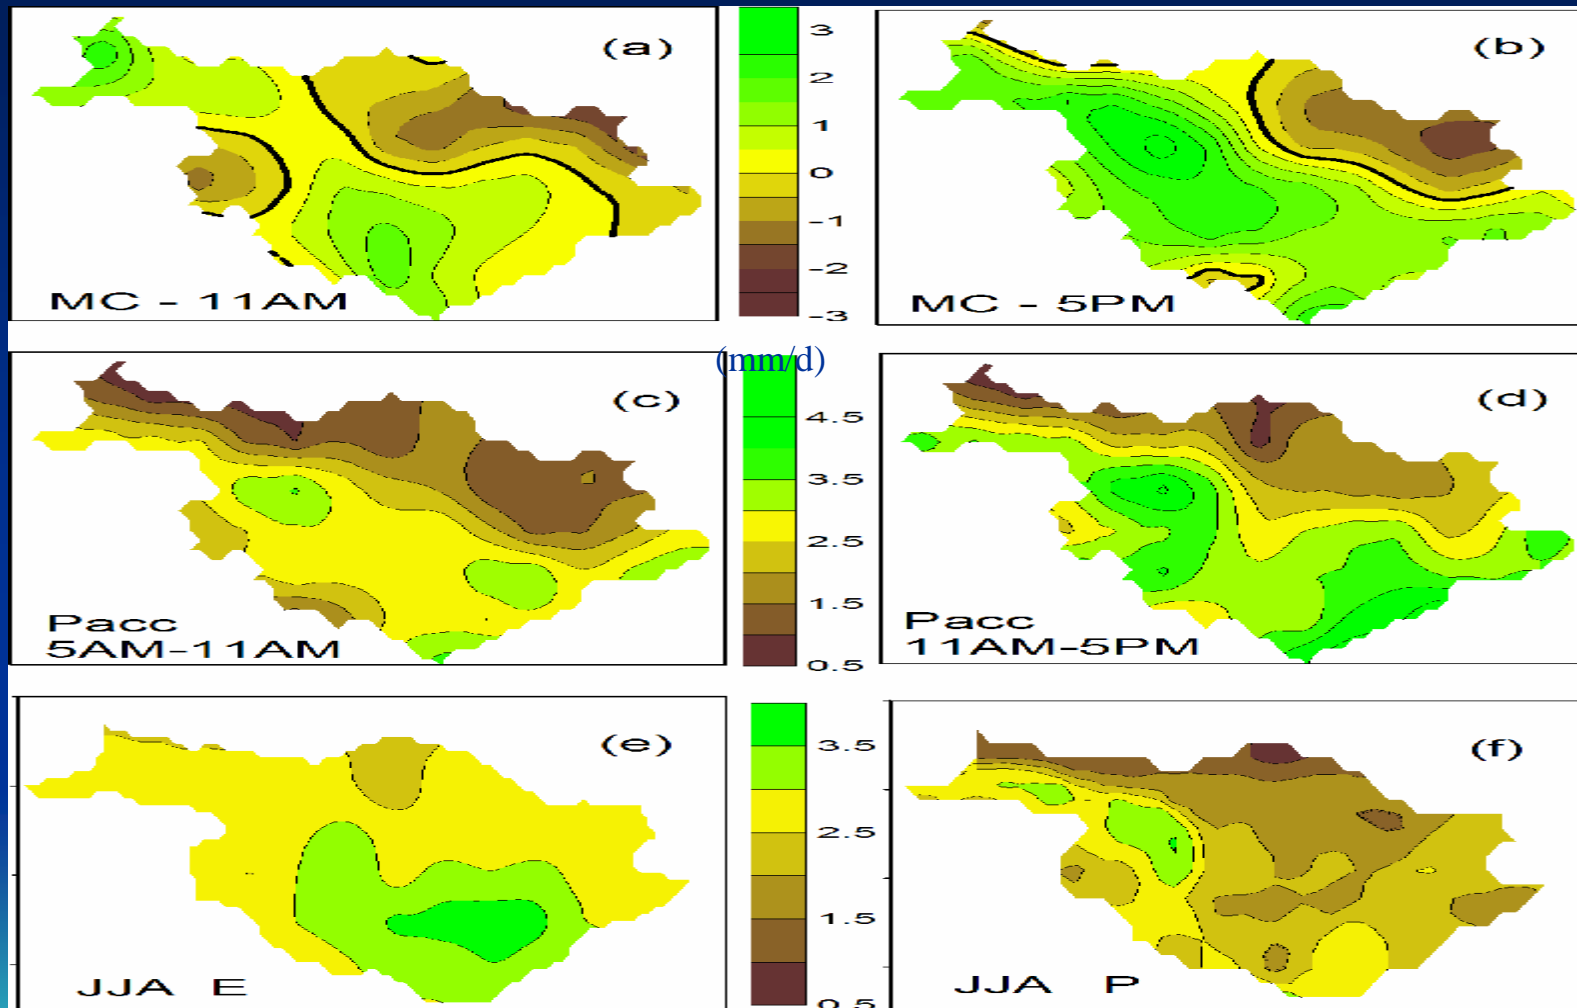 (a)
MC - 11AM
3
2
1
0
-1
-2
-3
(b)
MC - 5PM
(mm/d)
(c)
Pacc
5AM-11AM
4.5
3.5
2.5
1.5
0.5
(d)
Pacc
11AM-5PM
(e)
JJA E
3.5
2.5
1.5
0.5
(f)
JJA P